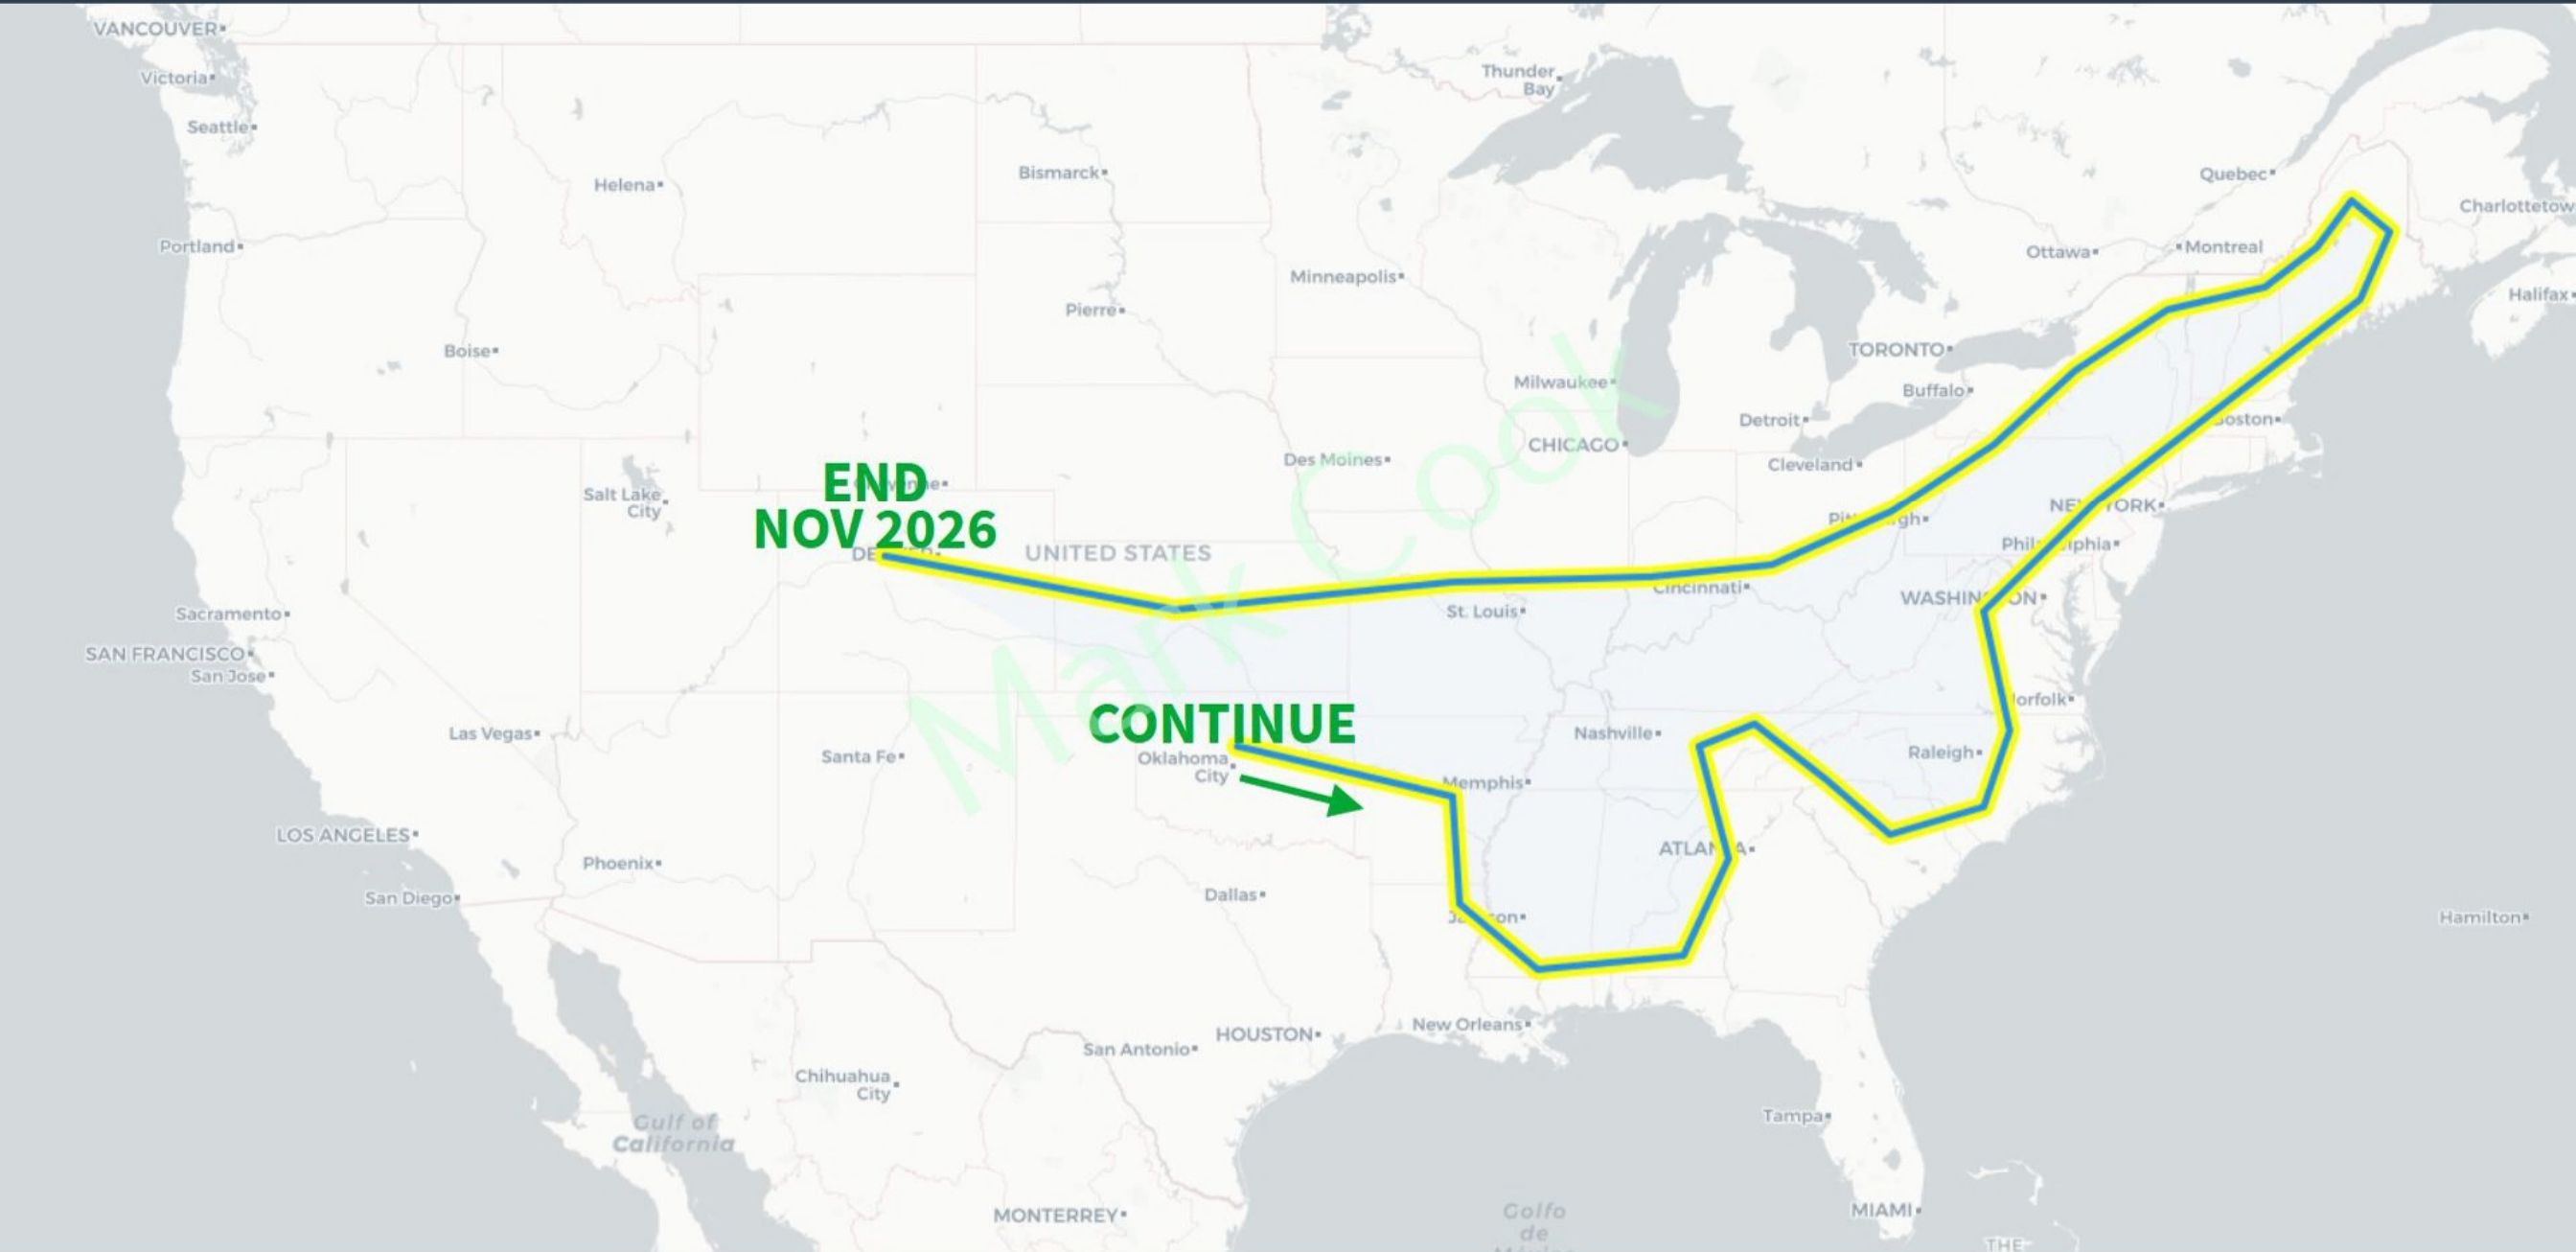 VANCOUVER
Victoria
Seattle
Thunder
Bay
Quebec
Bismarck
Helena
Charlottetow
Portland
Ottawa
Montreal
Minneapolis
Halifax
Pierre
TORONTO
Boise
Milwaukee
Buffalo
Detroit
Boston
CHICAGO
Des Moines
Cleveland
END
NOV 2026
Salt Lake
City
NEW YORK
UNITED STATES
Philadelphia
Cincinnati
WASHINGTON
St. Louis
Sacramento
SAN FRANCISCO
San Jose
Mark Cook
Norfolk
CONTINUE
Las Vegas
Nashville
Raleigh
Santa Fe
Oklahoma
City
Memphis
LOS ANGELES
ATLANTA
Phoenix
Dallas
San Diego
Jackson
Hamilton
New Orleans
HOUSTON
San Antonio
Chihuahua
City
Tampa
Gulf of
California
MONTERREY
MIAMI
Golfo
de
THE